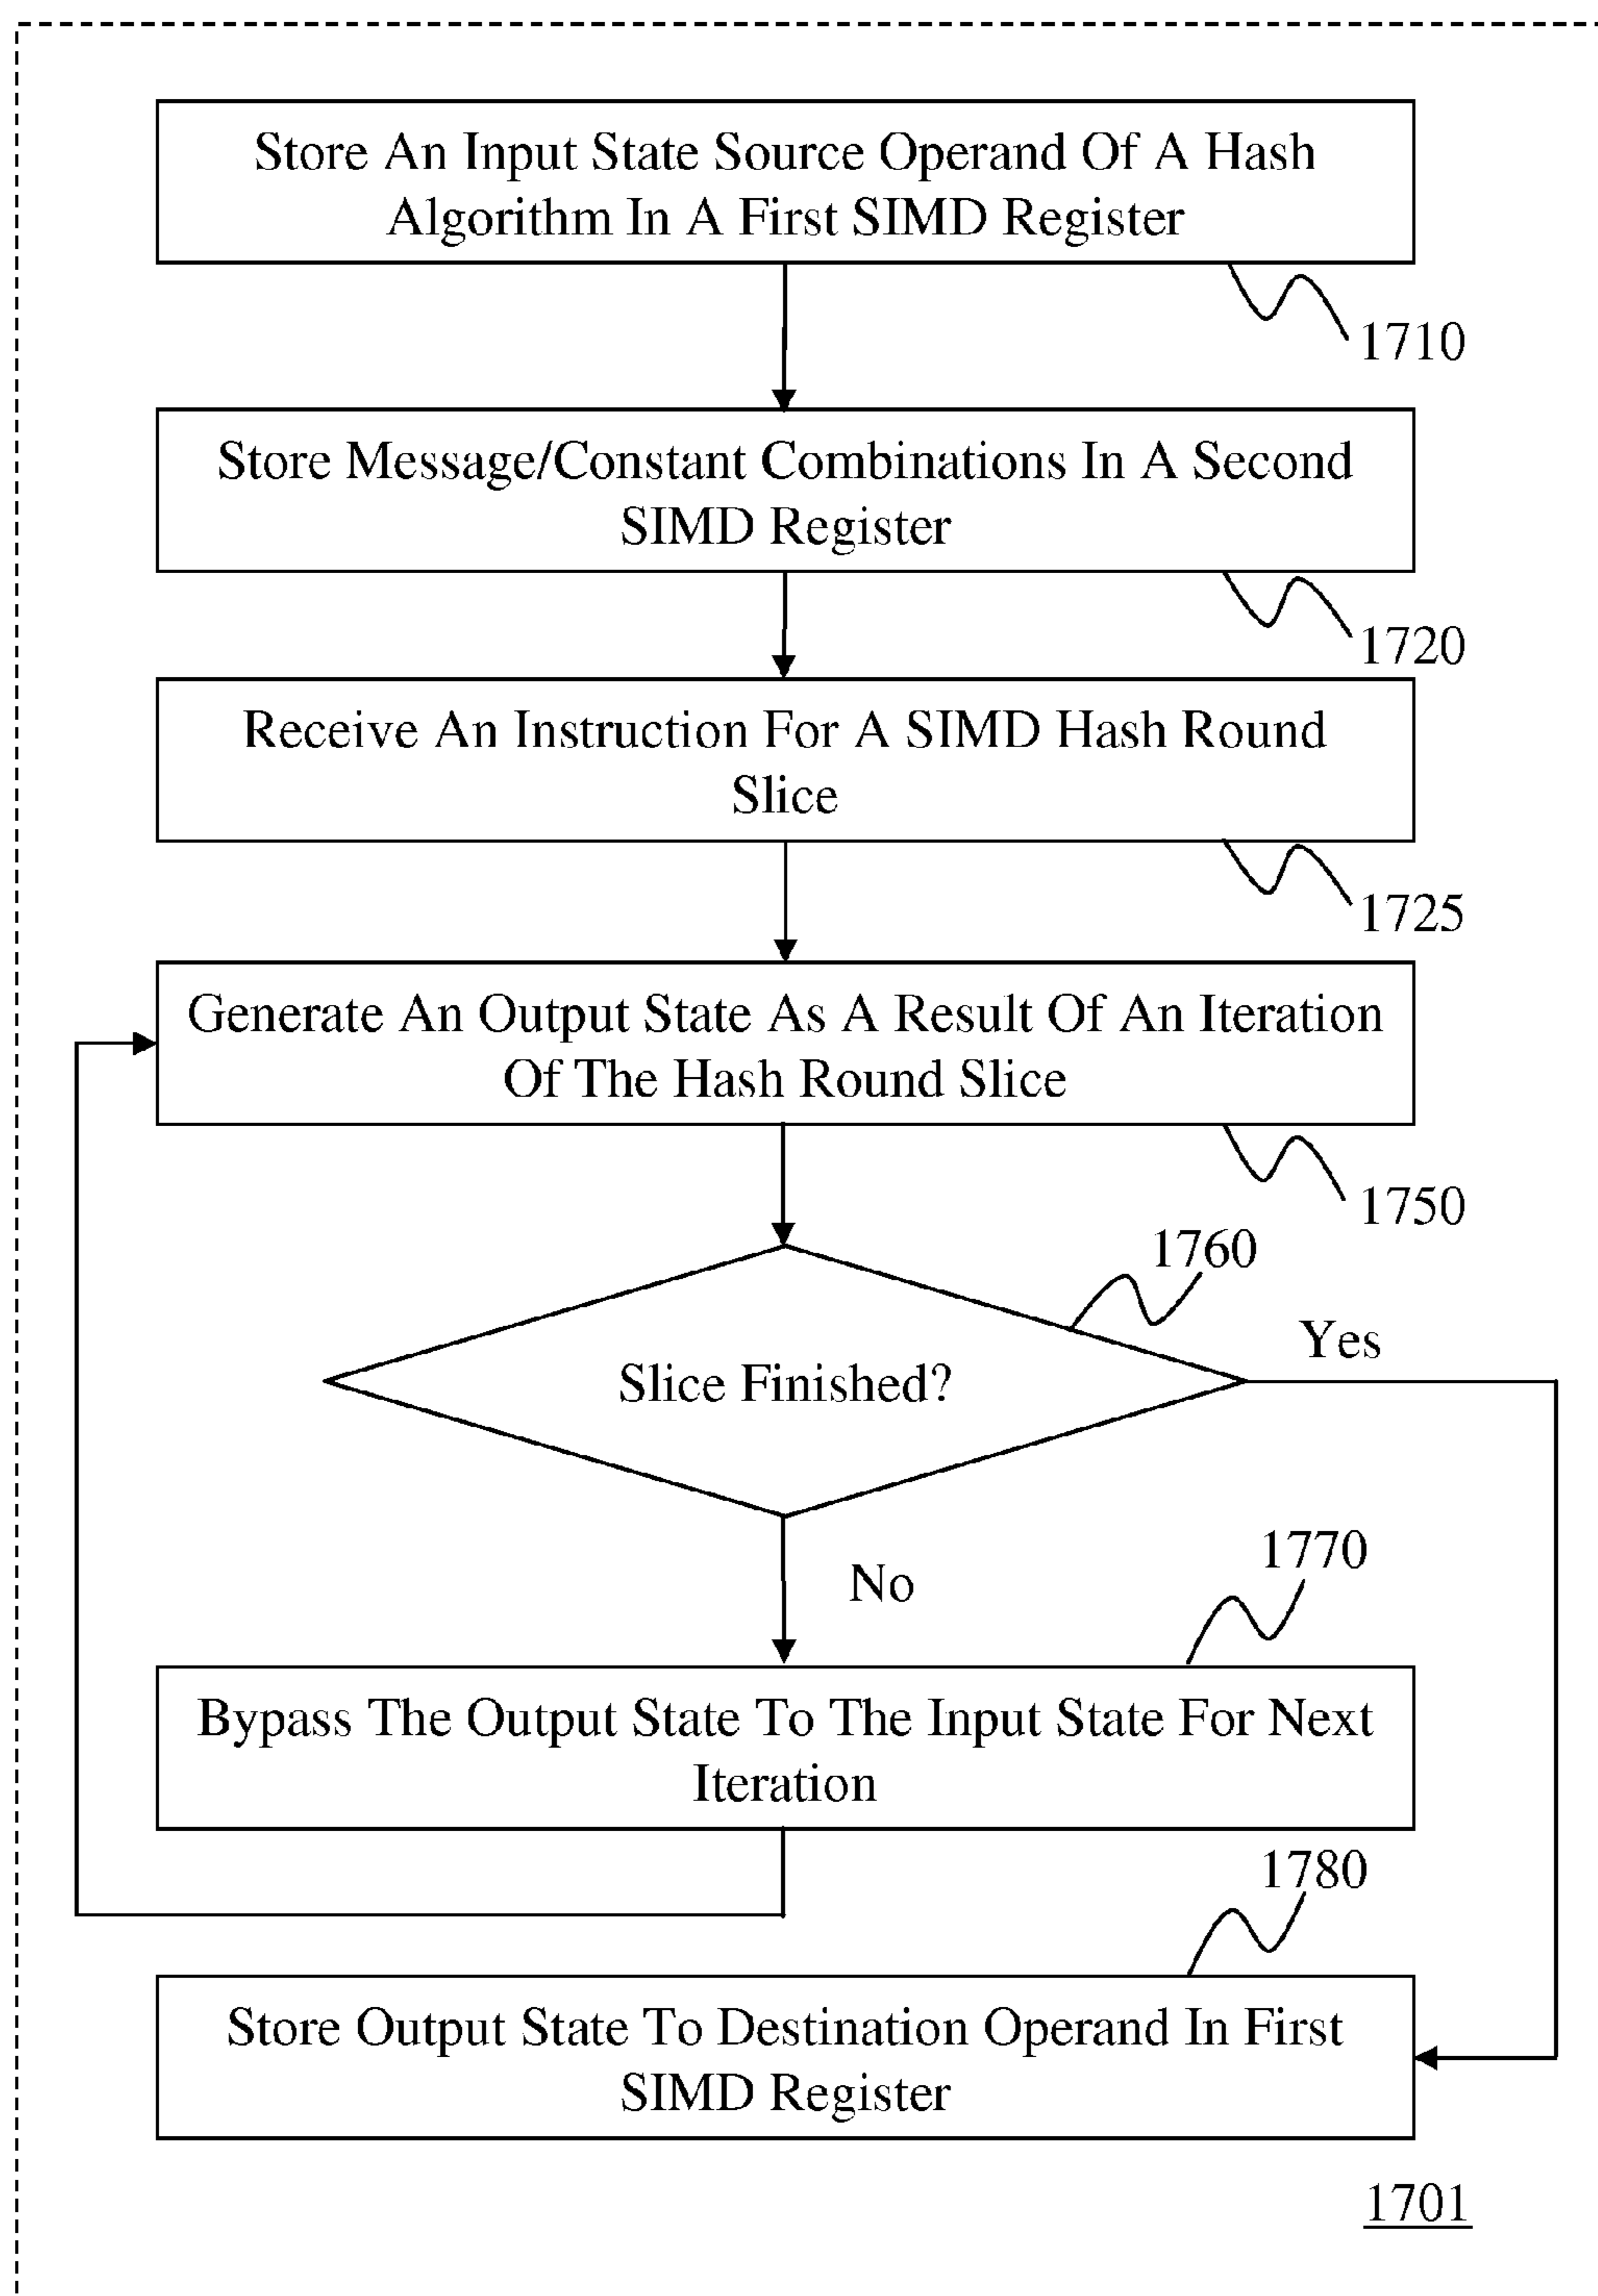 Store An Input State Source Operand Of A Hash
Algorithm In A First SIMD Register
1710
Store Message/Constant Combinations In A Second
SIMD Register
1720
Receive An Instruction For A SIMD Hash Round
Slice
1725
Generate An Output State As A Result Of An Iteration
Of The Hash Round Slice
1750
1760
Yes
Slice Finished?
No
1770
Bypass The Output State To The Input State For Next
Iteration
1780
Store Output State To Destination Operand In First
SIMD Register
1701